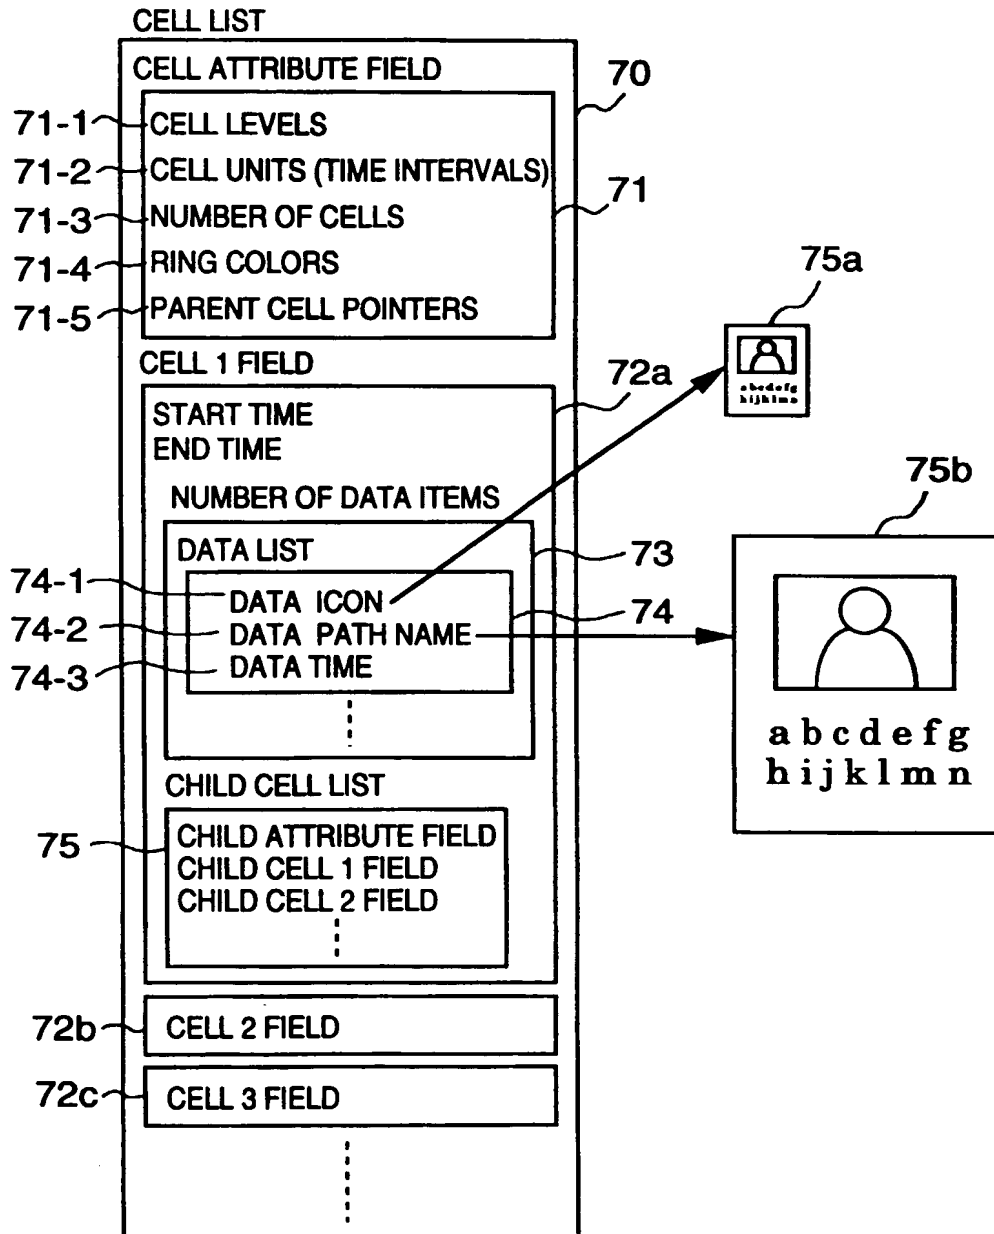 CELL LIST
CELL ATTRIBUTE FIELD
70
71-1 CELL LEVELS
71-2 CELL UNITS (TIME INTERVALS)
71
71-3 NUMBER OF CELLS
71-4 RING COLORS
71-5 PARENT CELL POINTERS
75a
abcdefg
hijklmn
CELL 1 FIELD
72a
START TIME
END TIME
NUMBER OF DATA ITEMS
75b
DATA LIST
73
74-1 DATA ICON
74
74-2 DATA PATH NAME
74-3 DATA TIME
a b c d e f g
h i j k l m n
CHILD CELL LIST
75 CHILD ATTRIBUTE FIELD
CHILD CELL 1 FIELD
CHILD CELL 2 FIELD
72b CELL 2 FIELD
72c CELL 3 FIELD